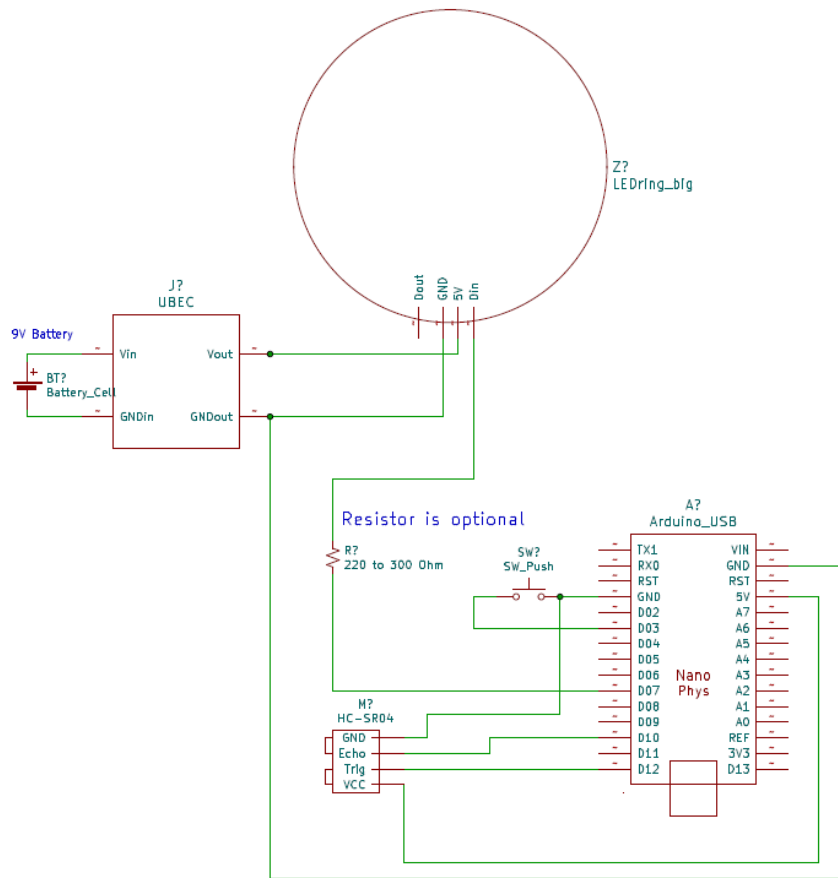 Z?
LEDring_big
Dout
GND
5V
Din
J?
UBEC
9V Battery
Vin
Vout
+
BT?
Battery_Cell
GNDin
GNDout
Resistor is optional
A?
Arduino_USB
R?
220 to 300 Ohm
SW?
SW_Push
TX1
VIN
RX0
GND
RST
RST
GND
5V
D02
A7
D03
A6
D04
A5
D05
A4
D06
A3
Nano
Phys
D07
A2
D08
A1
D09
A0
D10
REF
D11
3V3
D12
D13
M?
HC-SR04
GND
Echo
Trig
VCC